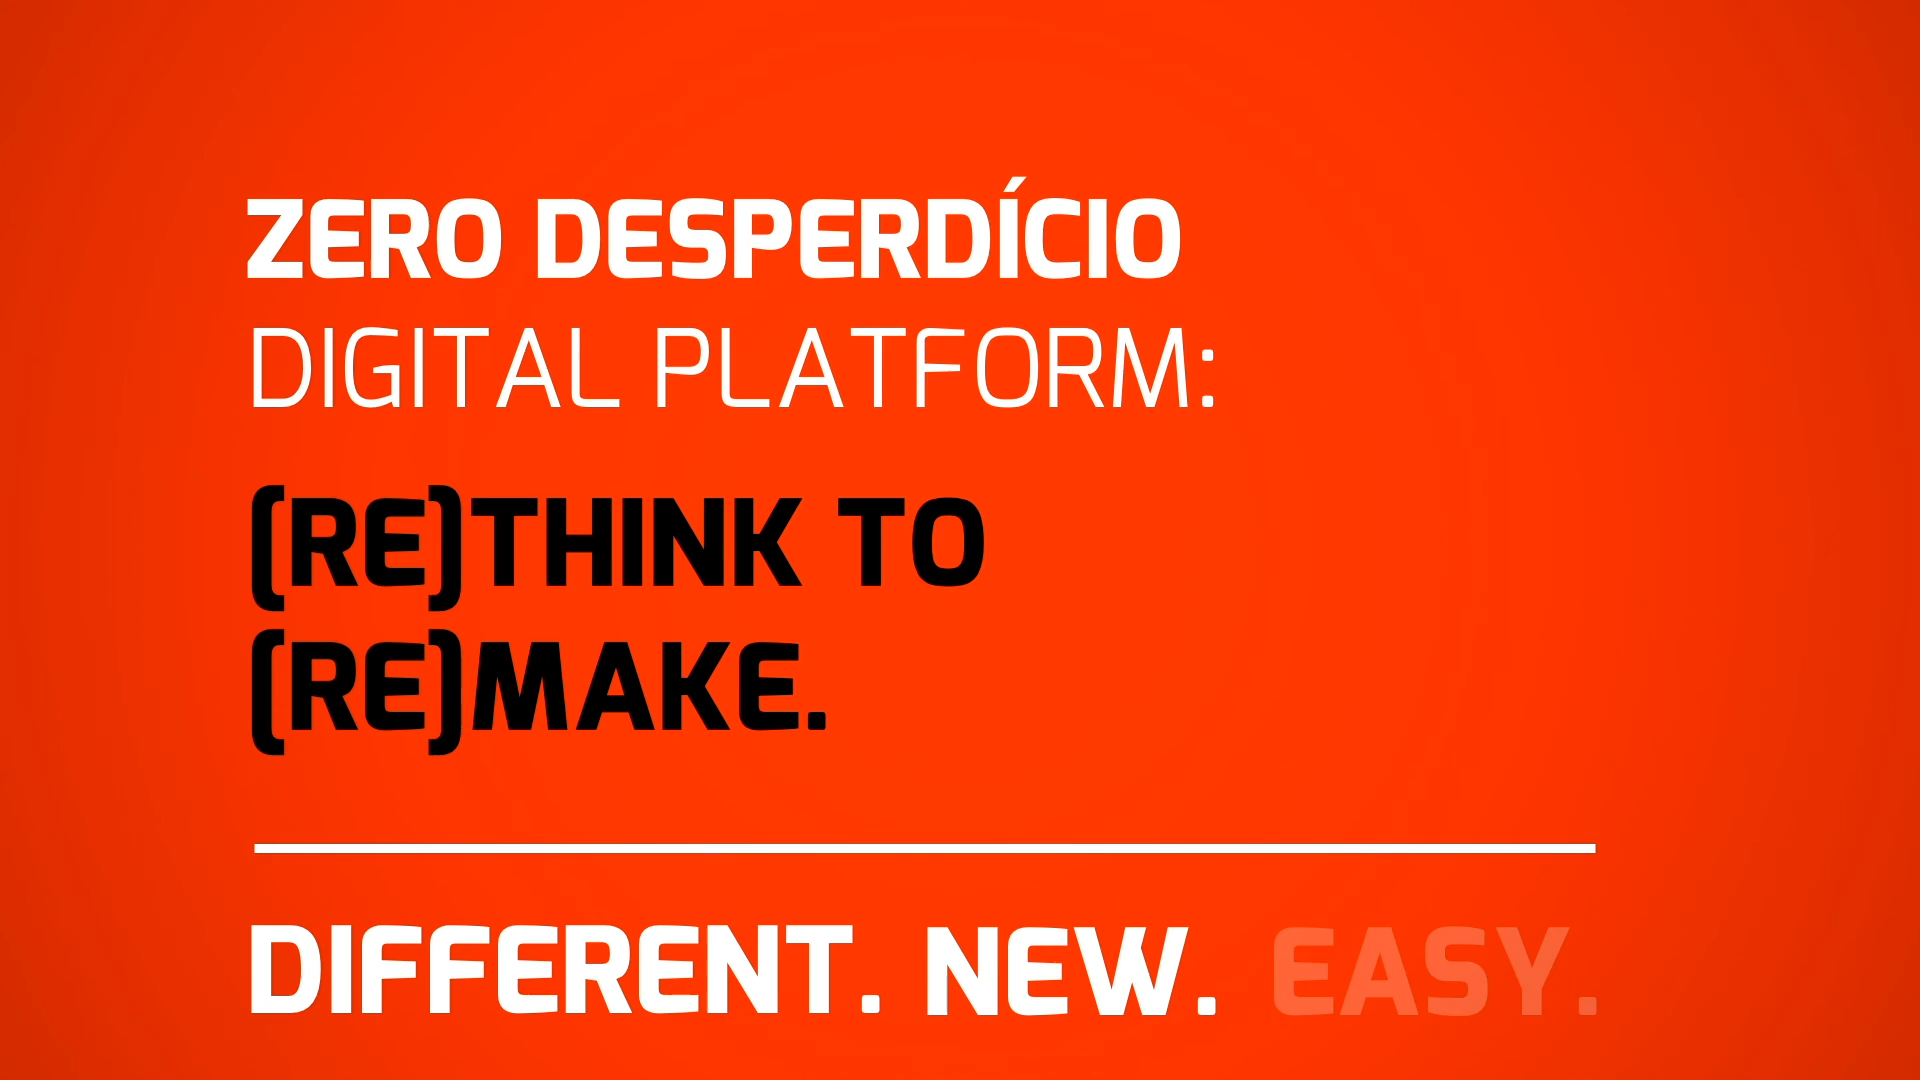 ZERO DESPERDÍCIO
DIGITAL PLATFORM:
(RE)THINK TO
(RE)MAKE.
DIFFERENT. NEW. EASY.